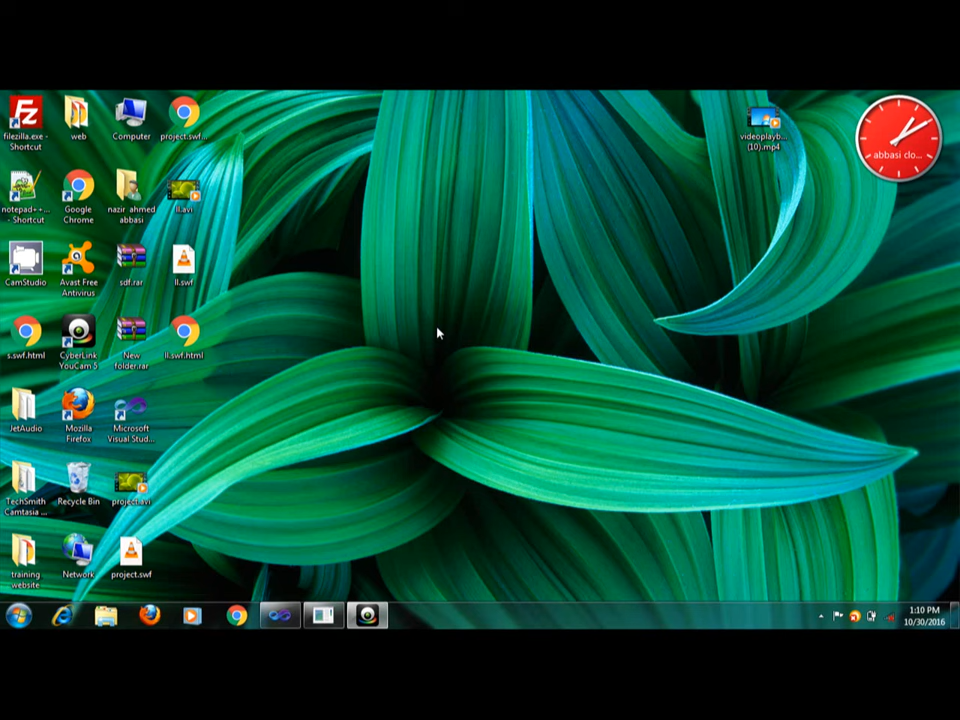 filezilla.exe -
Shortcut
web
Computer
project.swf...
videoplayb...
(10).mp4
abbasi clo...
notepad++...
- Shortcut
Google
Chrome
nazir ahmed
abbasi
ll.avi
CamStudio
Avast Free
Antivirus
sdf.rar
ll.swf
s.swf.html
CyberLink
YouCam 5
New
folder.rar
ll.swf.html
JetAudio
Mozilla
Firefox
Microsoft
Visual Stud...
TechSmith
Camtasia ...
Recycle Bin
project.avi
training
website
Network
project.swf
1:10 PM
10/30/2016